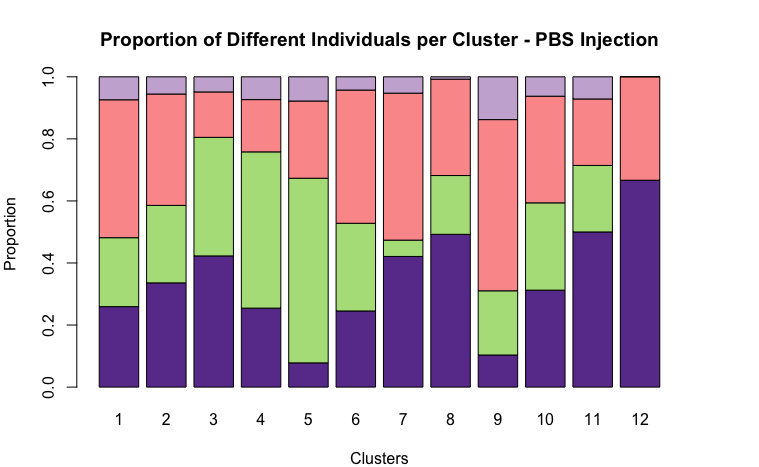 Proportion of Different Individuals per Cluster - PBS Injection
Proportion
1.0
0.8
0.6
0.4
0.2
0.0
1 2 3 4 5 6 7 8 9 10 11 12
Clusters